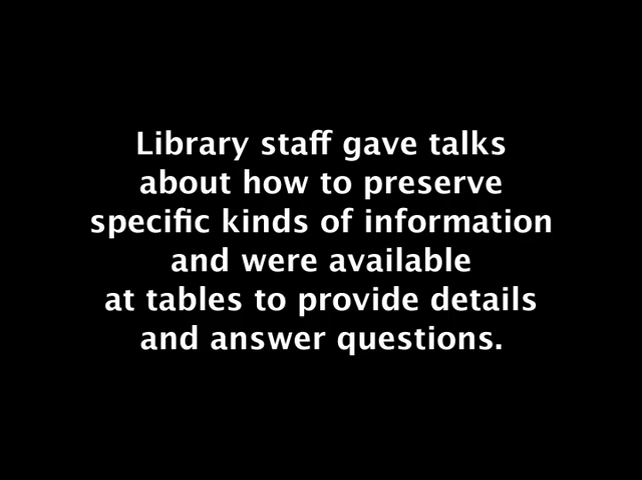 Library staff gave talks
about how to preserve
specific kinds of information
and were available
at tables to provide details
and answer questions.